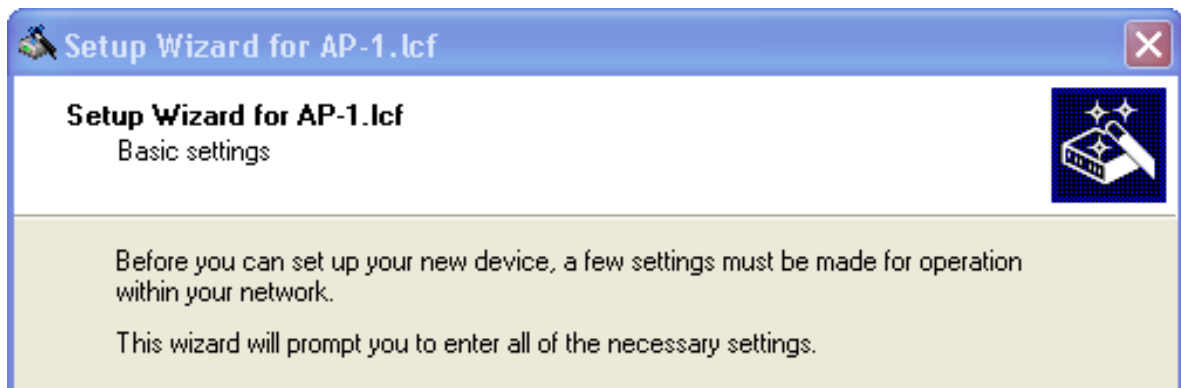 Setup Wizard for AP-1.lcf
Setup Wizard for AP-1.lcf
Basic settings
Before you can set up your new device, a few settings must be made for operation
within your network.
This wizard will prompt you to enter all of the necessary settings.